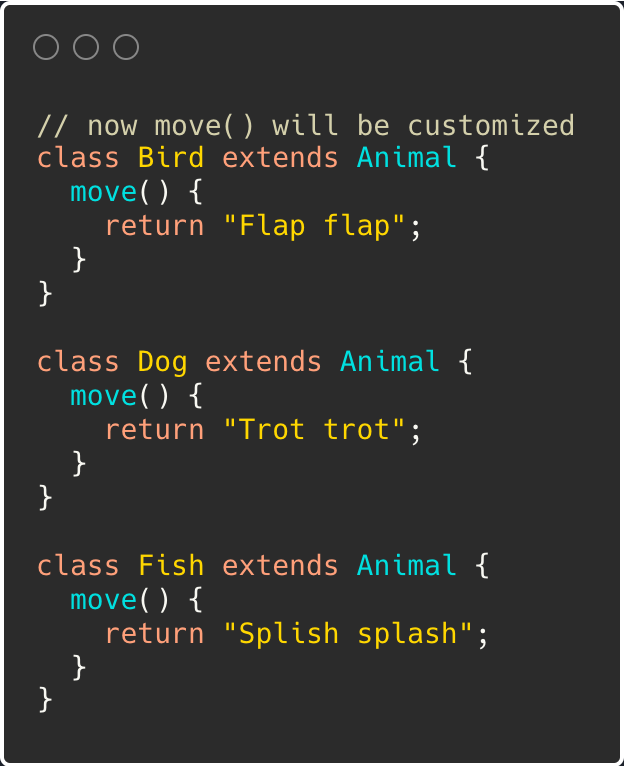 // now move() will be customized
class Bird extends Animal {
  move() {
    return "Flap flap";
  }
}

class Dog extends Animal {
  move() {
    return "Trot trot";
  }
}

class Fish extends Animal {
  move() {
    return "Splish splash";
  }
}